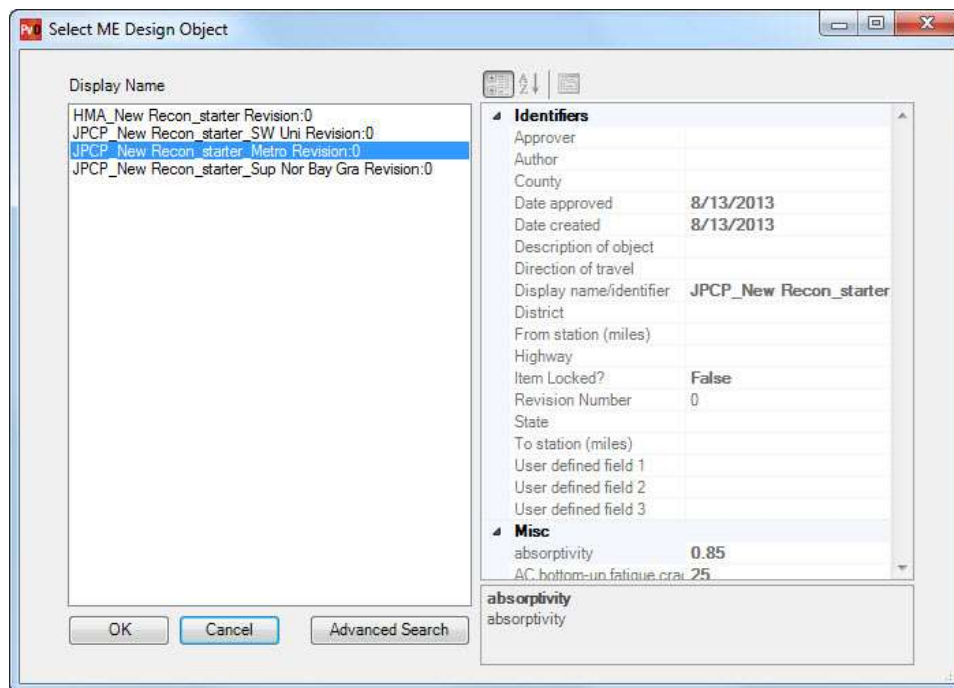 PVD Select ME Design Object
Display Name
HMA_New Recon_starter Revision:0
JPCP_New Recon_starter_SW Uni Revision:0
JPCP_New Recon_starter_Metro Revision:0
JPCP_New Recon_starter_Sup Nor Bay Gra Revision:0
OK
Cancel
Advanced Search
Identifiers
Approver
Author
County
Date approved 8/13/2013
Date created 8/13/2013
Description of object
Direction of travel
Display name/identifier JPCP_New Recon_starter
District
From station (miles)
Highway
Item Locked? False
Revision Number 0
State
To station (miles)
User defined field 1
User defined field 2
User defined field 3
Misc
absorptivity 0.85
AC bottom-up fatigue crac 25
absorptivity
absorptivity